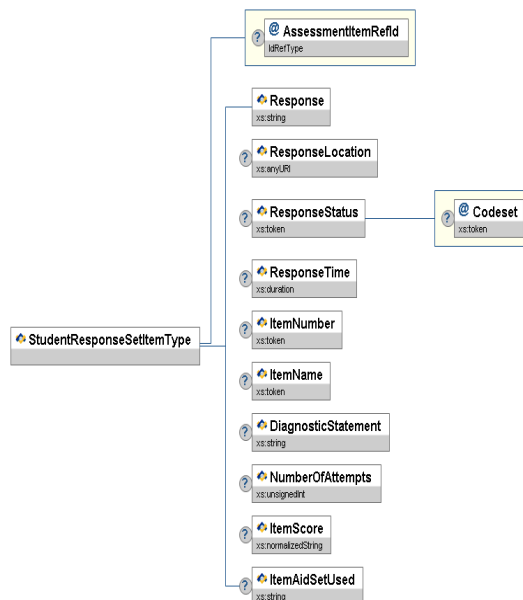 @ AssessmentItemRefId
IdRefType
Response
xs:string
ResponseLocation
xs:anyURI
ResponseStatus
xs:token
@ Codeset
xs:token
ResponseTime
xs:duration
ItemNumber
xs:token
StudentResponseSetItemType
ItemName
xs:token
DiagnosticStatement
xs:string
NumberOfAttempts
xs:unsignedInt
ItemScore
xs:normalizedString
ItemAidSetUsed
xs:string